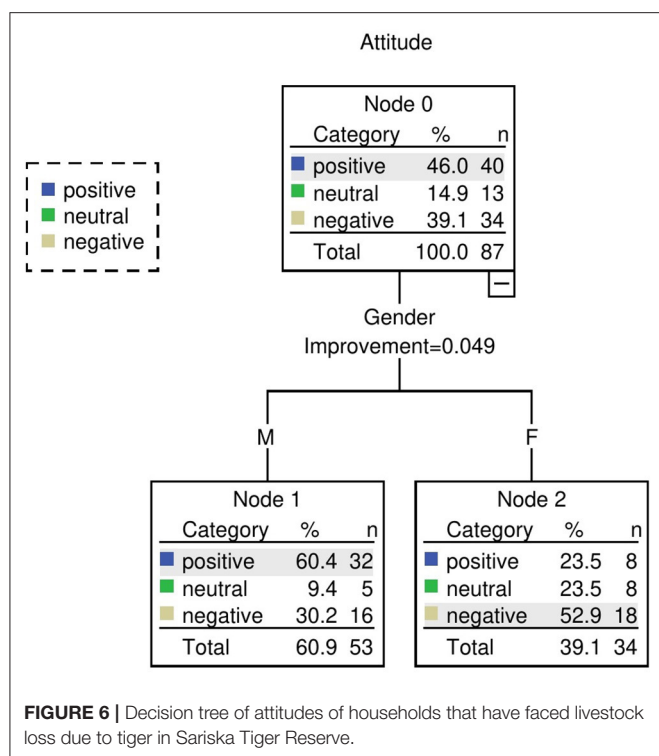 Attitude
Node 0
Category % n
positive 46.0 40
neutral 14.9 13
negative 39.1 34
Total 100.0 87
positive
neutral
negative
Gender
Improvement=0.049
M
F
Node 1
Category % n
positive 60.4 32
neutral 9.4 5
negative 30.2 16
Total 60.9 53
Node 2
Category % n
positive 23.5 8
neutral 23.5 8
negative 52.9 18
Total 39.1 34
FIGURE 6 | Decision tree of attitudes of households that have faced livestock
loss due to tiger in Sariska Tiger Reserve.